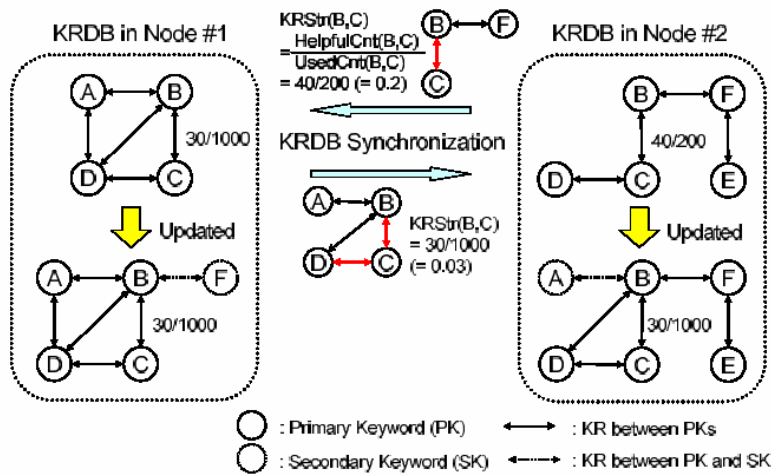 KRDB in Node #1
A
B
30/1000
D
C
Updated
A
B
F
30/1000
D
C
KRStr(B,C)
=HelpfulCnt(B,C)
UsedCnt(B,C)
= 40/200 (= 0.2)
B
F
C
KRDB Synchronization
A
B
D
C
KRStr(B,C)
= 30/1000
(= 0.03)
KRDB in Node #2
B
F
40/200
D
C
E
Updated
A
B
F
30/1000
D
C
E
: Primary Keyword (PK)
: KR between PKs
: Secondary Keyword (SK)
: KR between PK and SK